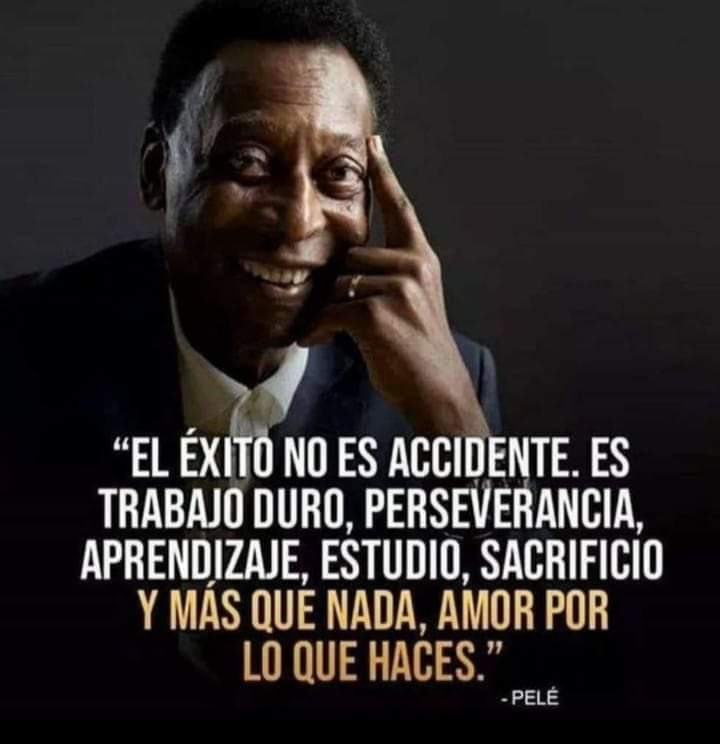 “EL ÉXITO NO ES ACCIDENTE. ES
TRABAJO DURO, PERSEVERANCIA,
APRENDIZAJE, ESTUDIO, SACRIFICIO
Y MÁS QUE NADA, AMOR POR
LO QUE HACES.”
- PELÉ